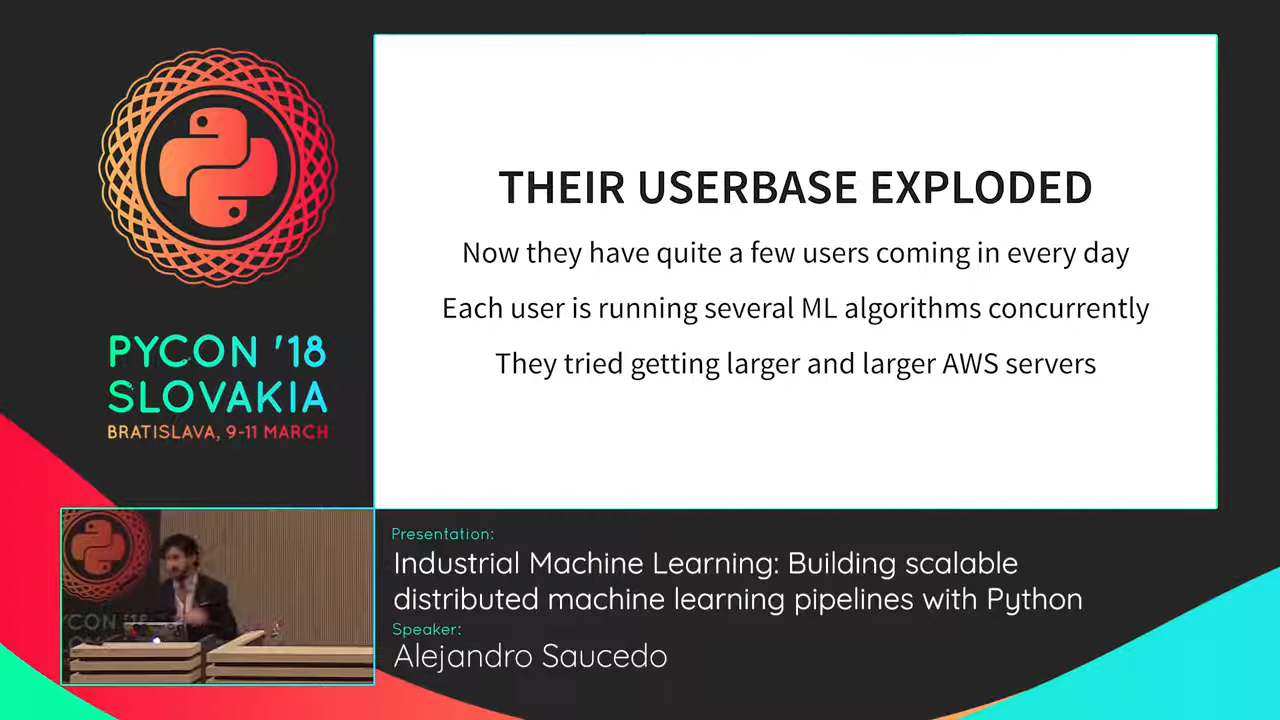 PYCON '18
SLOVAKIA
BRATISLAVA, 9-11 MARCH
THEIR USERBASE EXPLODED
Now they have quite a few users coming in every day
Each user is running several ML algorithms concurrently
They tried getting larger and larger AWS servers
Presentation:
Industrial Machine Learning: Building scalable
distributed machine learning pipelines with Python
Speaker:
Alejandro Saucedo